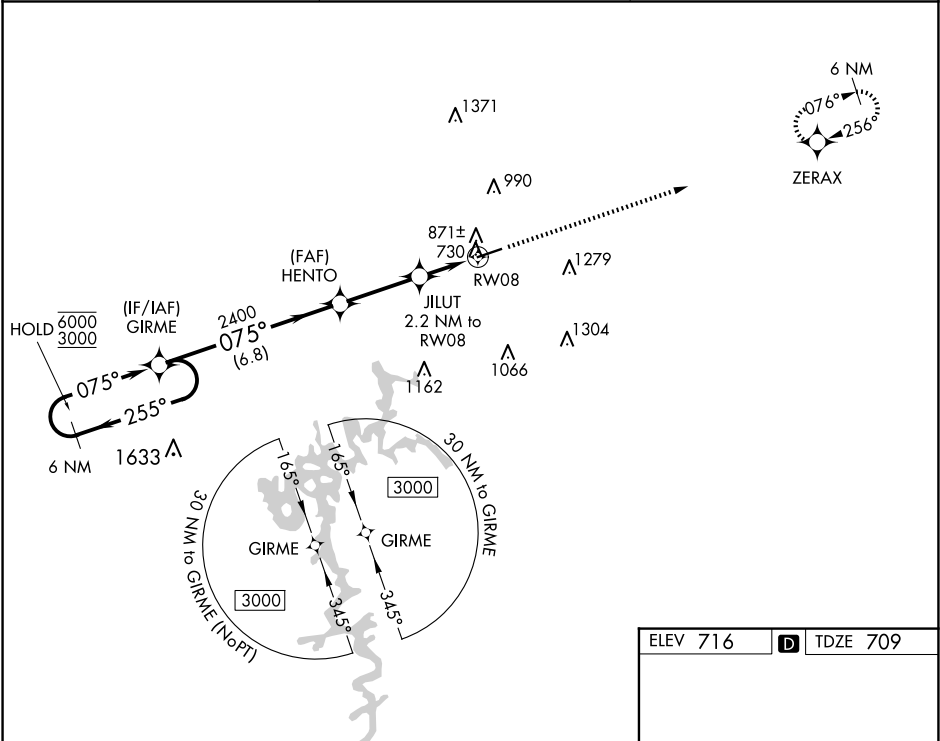 6 NM
076°
256°
ZERAX
1371
990
871±
730
RW08
1279
(FAF)
HENTO
JILUT
2.2 NM to
RW08
1304
1066
1162
(IF/IAF)
GIRME
HOLD 6000
3000
2400
075°
(6.8)
075°
255°
6 NM
1633
30 NM to GIRME (NoPT)
165°
GIRME
3000
345°
30 NM to GIRME
165°
3000
GIRME
345°
ELEV 716 D TDZE 709